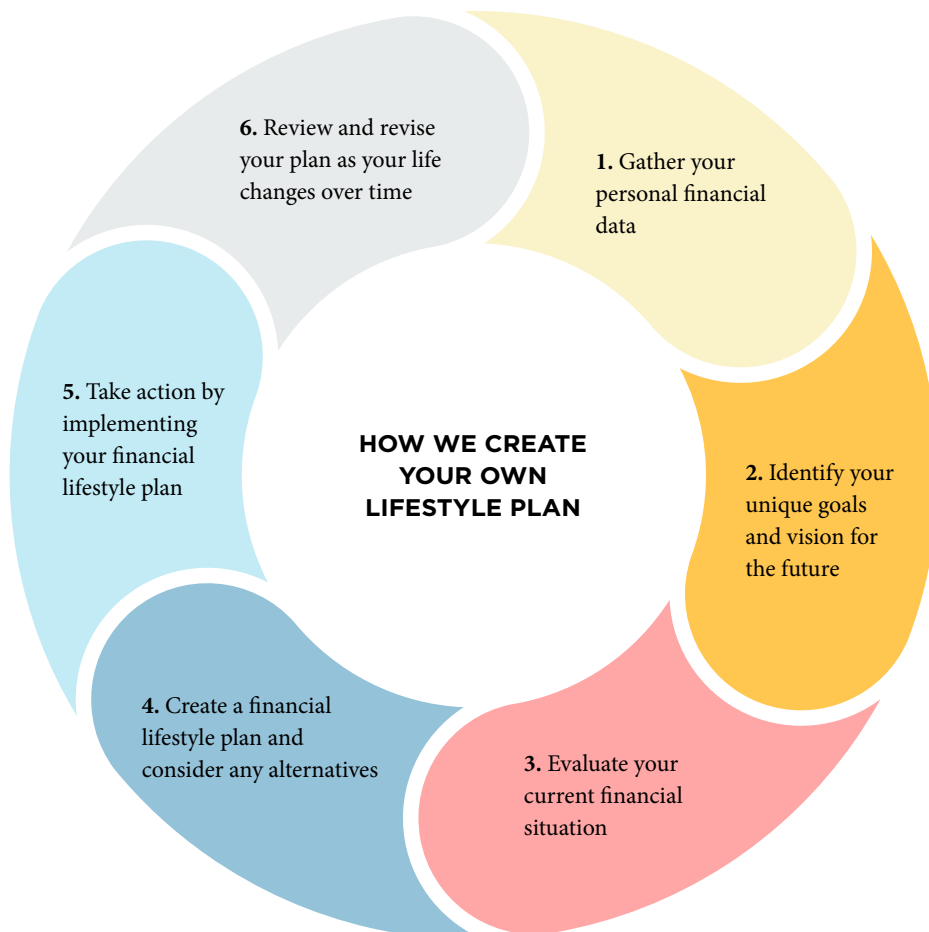 HOW WE CREATE
YOUR OWN
LIFESTYLE PLAN
1. Gather your
personal financial
data
2. Identify your
unique goals
and vision for
the future
3. Evaluate your
current financial
situation
4. Create a financial
lifestyle plan and
consider any alternatives
5. Take action by
implementing
your financial
lifestyle plan
6. Review and revise
your plan as your life
changes over time